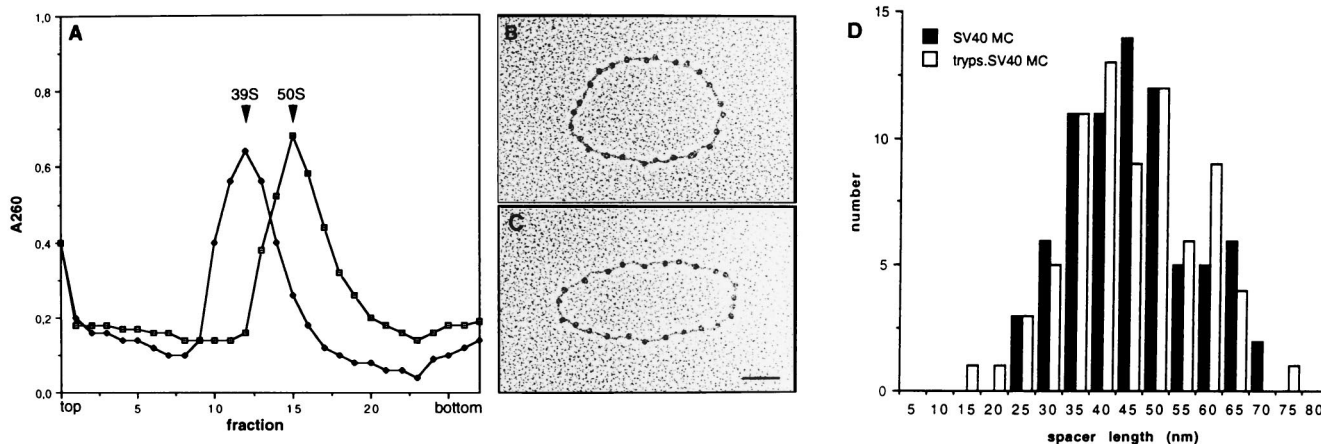 A
39S 50S
1,0
0,8
0,6
0,4
0,2
0,0
A260
top 5 10 15 20 bottom
fraction
B
C
D
SV40 MC
tryps.SV40 MC
15
10
5
0
number
5 10 15 20 25 30 35 40 45 50 55 60 65 70 75 80
spacer length (nm)